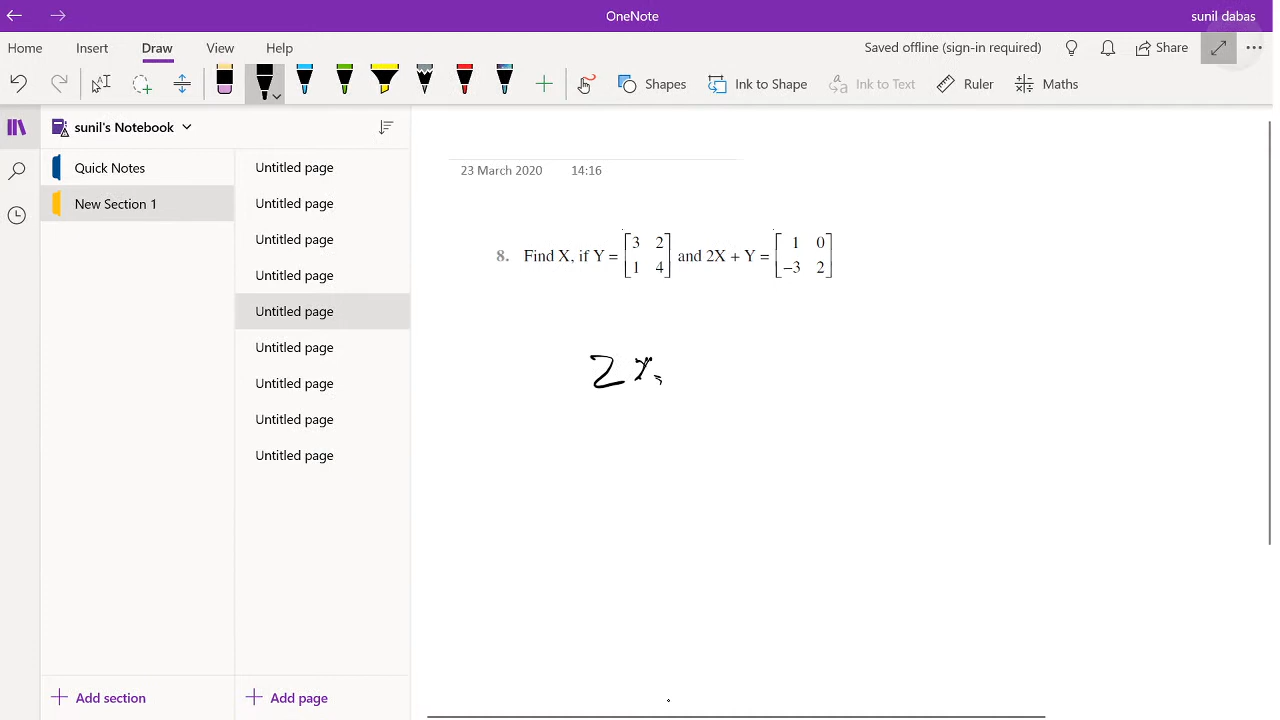 OneNote
sunil dabas
Home Insert Draw View Help
Saved offline (sign-in required) Share
Shapes Ink to Shape Ink to Text Ruler Maths
sunil's Notebook
Quick Notes
New Section 1
Untitled page
Untitled page
Untitled page
Untitled page
Untitled page
Untitled page
Untitled page
Untitled page
Untitled page
Add section
Add page
23 March 2020 14:16
8. Find X, if Y = [3 2; 1 4] and 2X + Y = [1 0; −3 2]
2X=